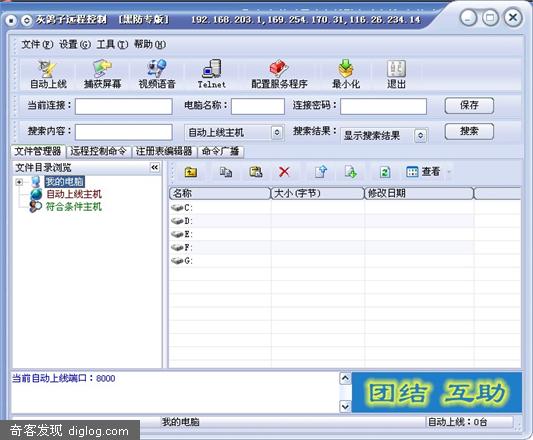 灰鸽子远程控制 [黑防专版] 192.168.203.1,169.254.170.31,116.26.234.14
文件(F) 设置(G) 工具(T) 帮助(H)
自动上线 捕获屏幕 视频语音 Telnet 配置服务程序 最小化 退出
当前连接： 电脑名称： 连接密码： 保存
搜索内容： 自动上线主机 搜索结果： 显示搜索结果 搜索
文件管理器 远程控制命令 注册表编辑器 命令广播
文件目录浏览 查看
我的电脑
自动上线主机
符合条件主机
名称 大小(字节) 修改日期
C:
D:
E:
F:
G:
当前自动上线端口：8000
团结 互助
我的电脑 自动上线：0台
奇客发现 diglog.com